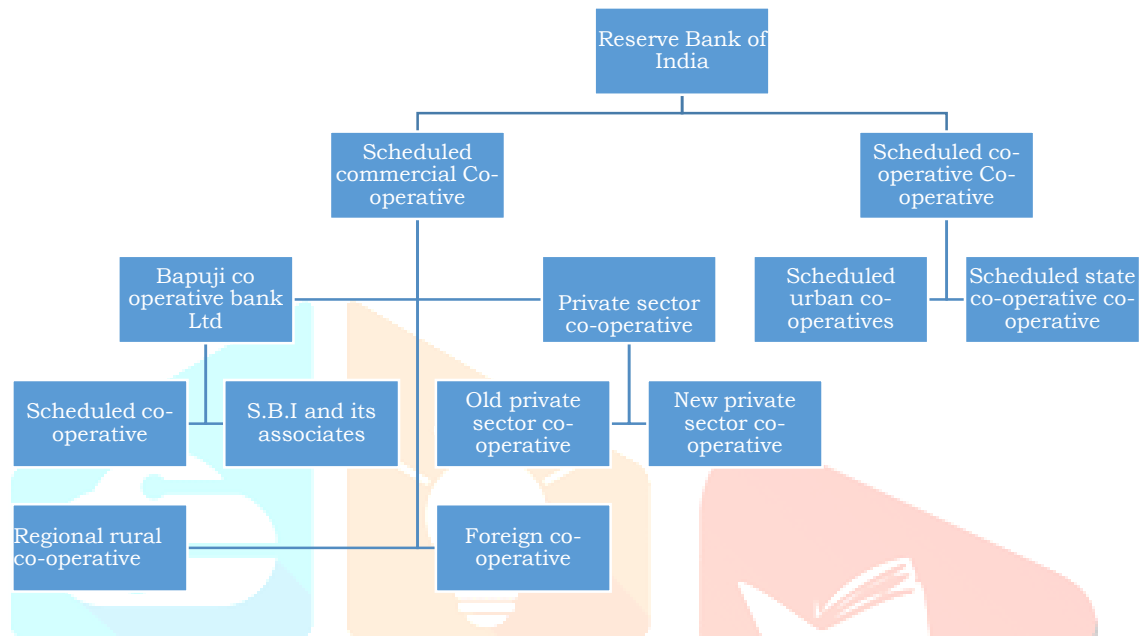 Reserve Bank of
India
Scheduled
commercial Co-
operative
Scheduled co-
operative Co-
operative
Bapuji co
operative bank
Ltd
Private sector
co-operative
Scheduled
urban co-
operatives
Scheduled state
co-operative co-
operative
Scheduled co-
operative
S.B.I and its
associates
Old private
sector co-
operative
New private
sector co-
operative
Regional rural
co-operative
Foreign co-
operative